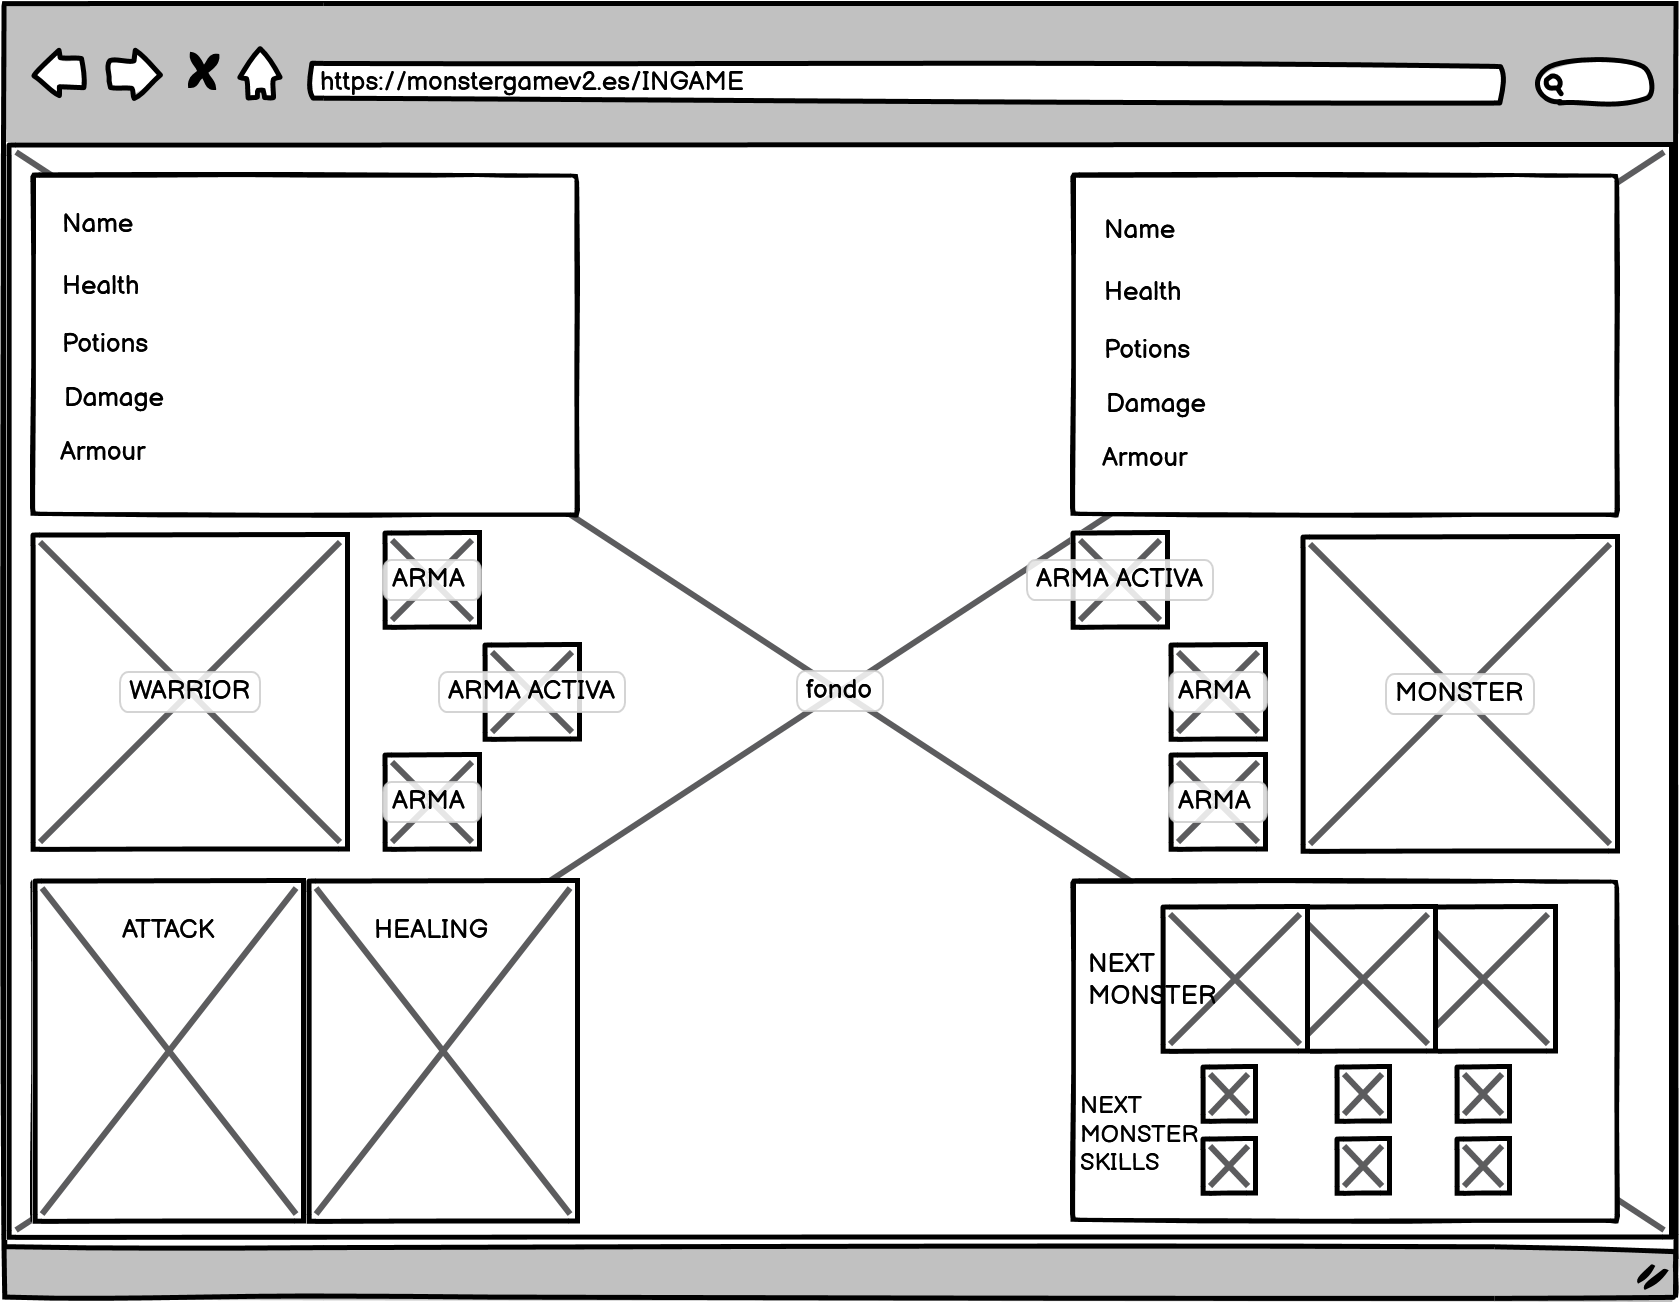 https://monstergamev2.es/INGAME
Name
Health
Potions
Damage
Armour
Name
Health
Potions
Damage
Armour
WARRIOR
ARMA
ARMA ACTIVA
ARMA
fondo
ARMA ACTIVA
ARMA
ARMA
MONSTER
ATTACK
HEALING
NEXT
MONSTER
NEXT
MONSTER
SKILLS